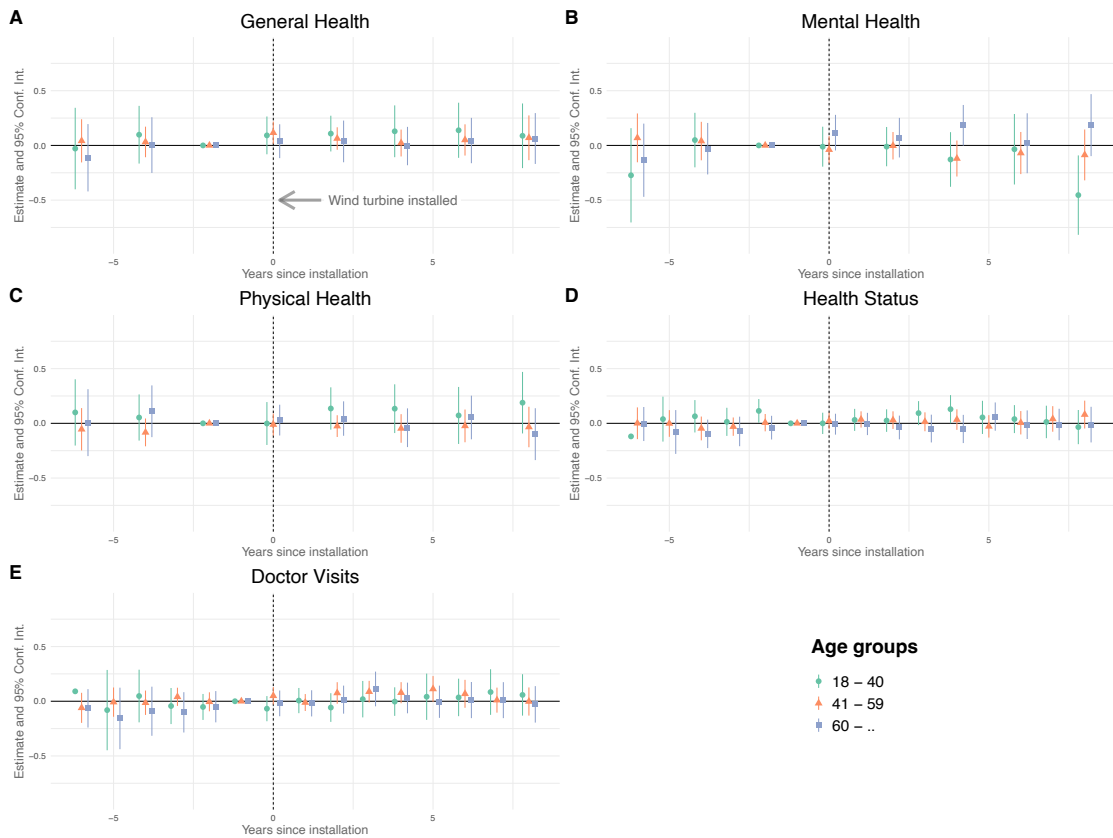 A
General Health
Estimate and 95% Conf. Int.
0.5
0.0
−0.5
Wind turbine installed
−5
0
5
Years since installation
B
Mental Health
Estimate and 95% Conf. Int.
0.5
0.0
−0.5
−5
0
5
Years since installation
C
Physical Health
Estimate and 95% Conf. Int.
0.5
0.0
−0.5
−5
0
5
Years since installation
D
Health Status
Estimate and 95% Conf. Int.
0.5
0.0
−0.5
−5
0
5
Years since installation
E
Doctor Visits
Estimate and 95% Conf. Int.
0.5
0.0
−0.5
−5
0
5
Years since installation
Age groups
18 − 40
41 − 59
60 − ..